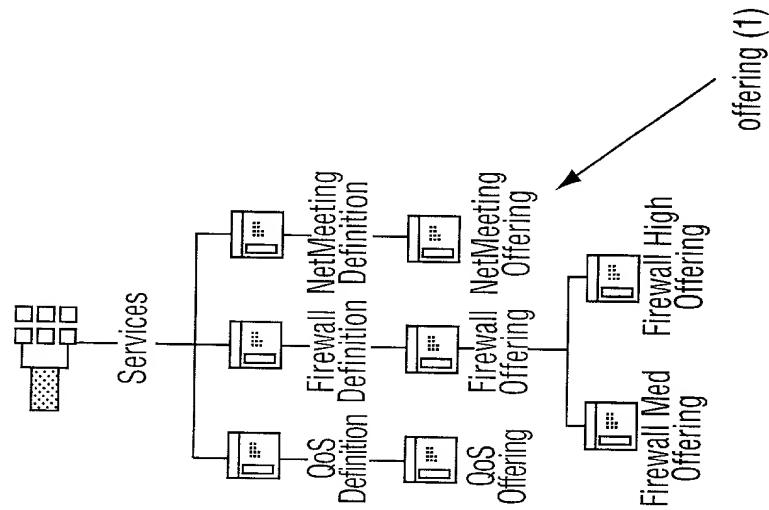 Services
QoS
Definition
Firewall
Definition
NetMeeting
Definition
QoS
Offering
Firewall
Offering
NetMeeting
Offering
Firewall Med
Offering
Firewall High
Offering
offering (1)